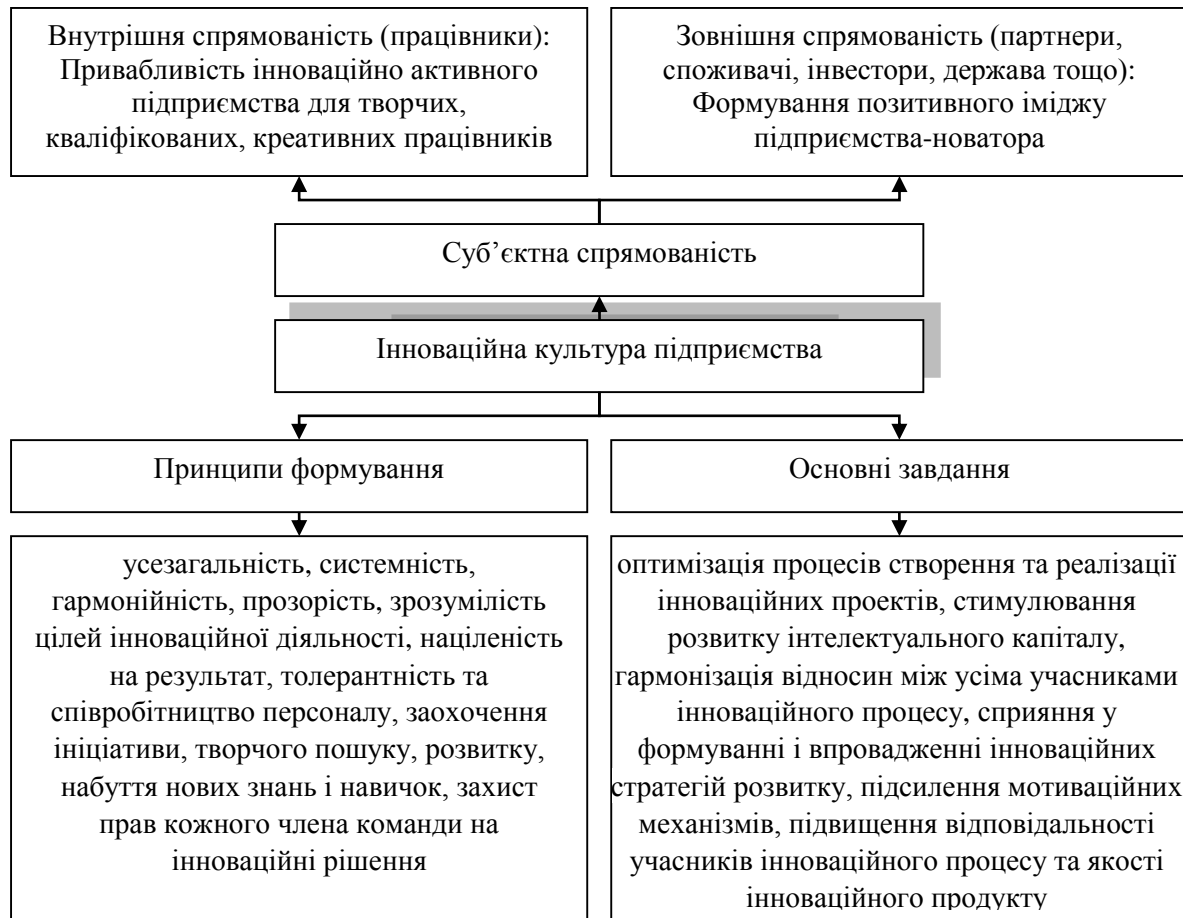 Внутрішня спрямованість (працівники):
Привабливість інноваційно активного
підприємства для творчих,
кваліфікованих, креативних працівників
Зовнішня спрямованість (партнери,
споживачі, інвестори, держава тощо):
Формування позитивного іміджу
підприємства-новатора
Суб’єктна спрямованість
Інноваційна культура підприємства
Принципи формування
Основні завдання
усезагальність, системність,
гармонійність, прозорість, зрозумілість
цілей інноваційної діяльності, націленість
на результат, толерантність та
співробітництво персоналу, заохочення
ініціативи, творчого пошуку, розвитку,
набуття нових знань і навичок, захист
прав кожного члена команди на
інноваційні рішення
оптимізація процесів створення та реалізації
інноваційних проектів, стимулювання
розвитку інтелектуального капіталу,
гармонізація відносин між усіма учасниками
інноваційного процесу, сприяння у
формуванні і впровадженні інноваційних
стратегій розвитку, підсилення мотиваційних
механізмів, підвищення відповідальності
учасників інноваційного процесу та якості
інноваційного продукту